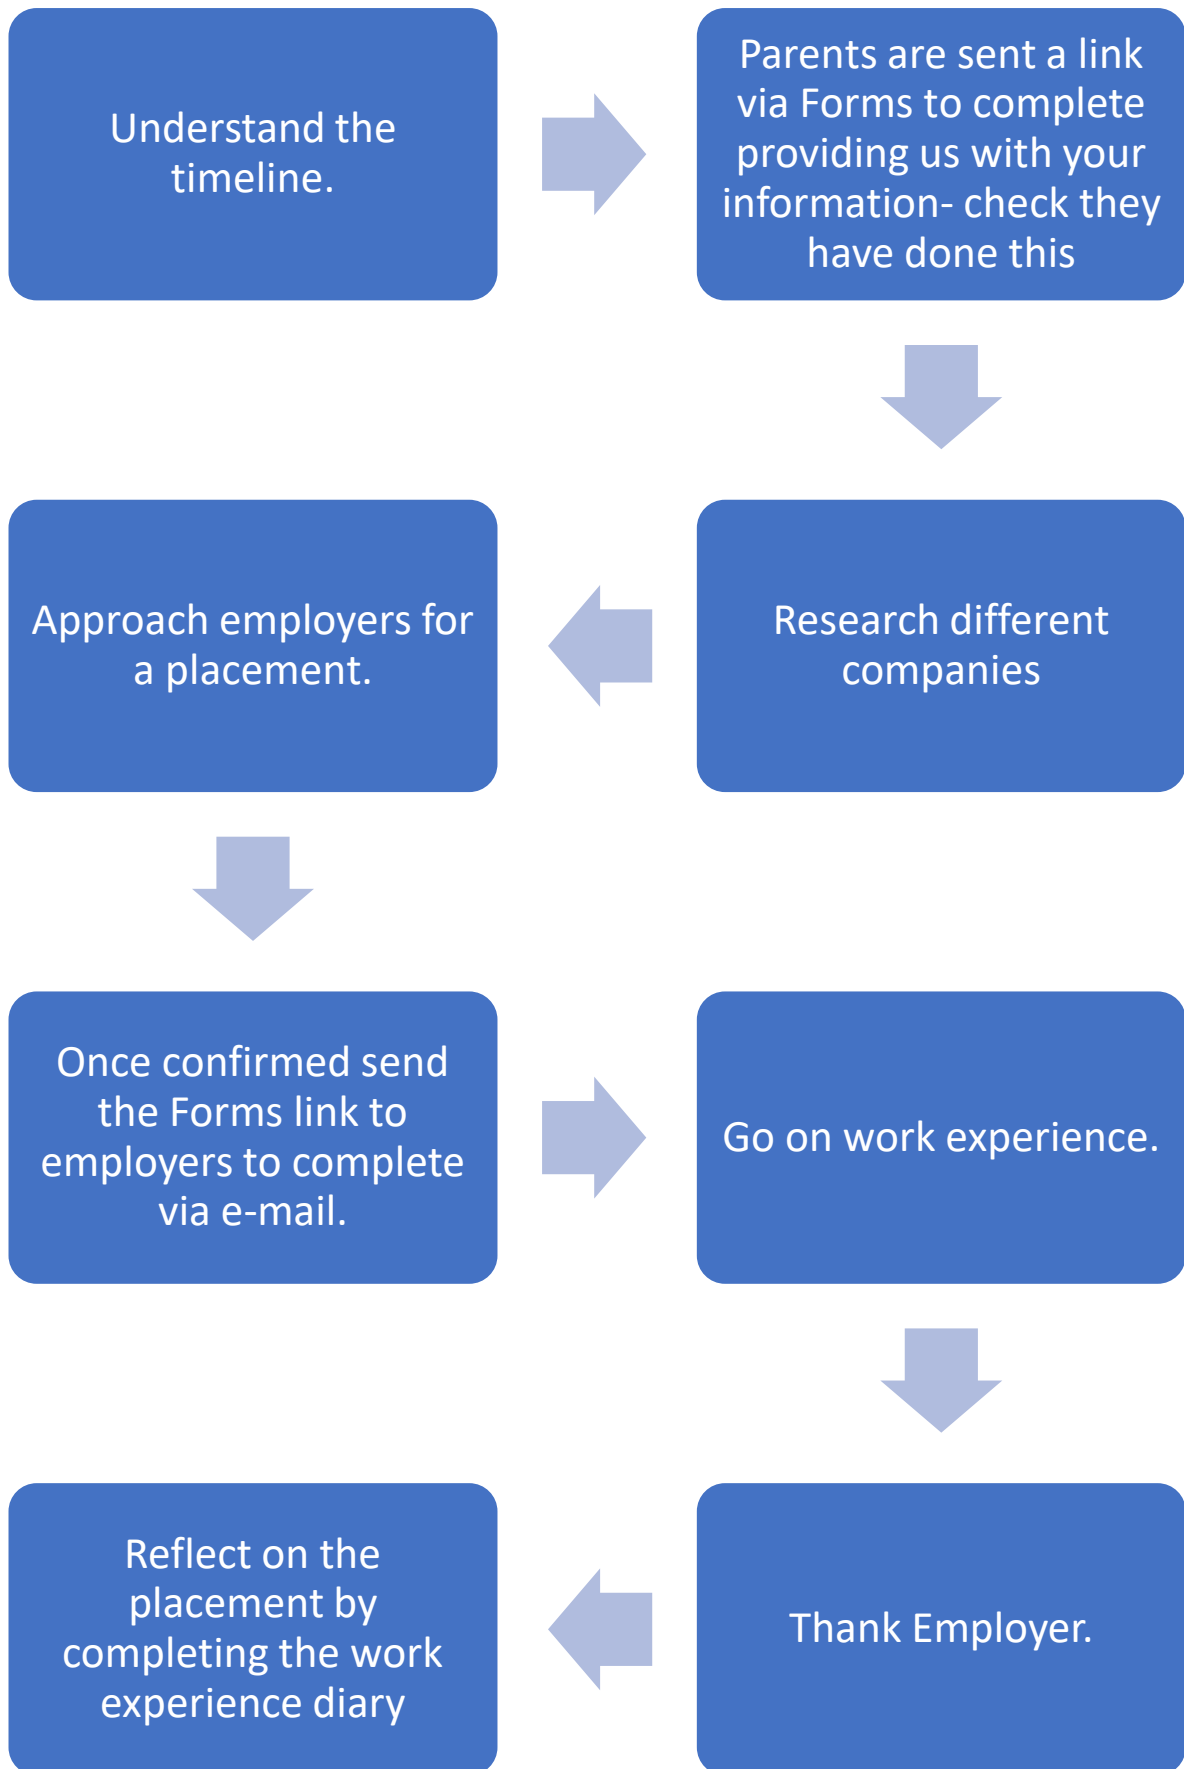 Understand the
timeline.
Parents are sent a link
via Forms to complete
providing us with your
information- check they
have done this
Research different
companies
Approach employers for
a placement.
Once confirmed send
the Forms link to
employers to complete
via e-mail.
Go on work experience.
Thank Employer.
Reflect on the
placement by
completing the work
experience diary